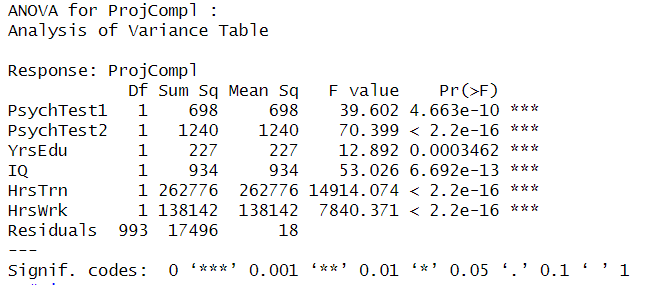 ANOVA for ProjCompl :
Analysis of Variance Table
Response: ProjCompl
Df Sum Sq Mean Sq F value Pr(>F)
PsychTest1 1 698 698 39.602 4.663e-10 ***
PsychTest2 1 1240 1240 70.399 < 2.2e-16 ***
YrsEdu 1 227 227 12.892 0.0003462 ***
IQ 1 934 934 53.026 6.692e-13 ***
HrsTrn 1 262776 262776 14914.074 < 2.2e-16 ***
HrsWrk 1 138142 138142 7840.371 < 2.2e-16 ***
Residuals 993 17496 18
---
Signif. codes: 0 ‘***’ 0.001 ‘**’ 0.01 ‘*’ 0.05 ‘.’ 0.1 ‘ ’ 1